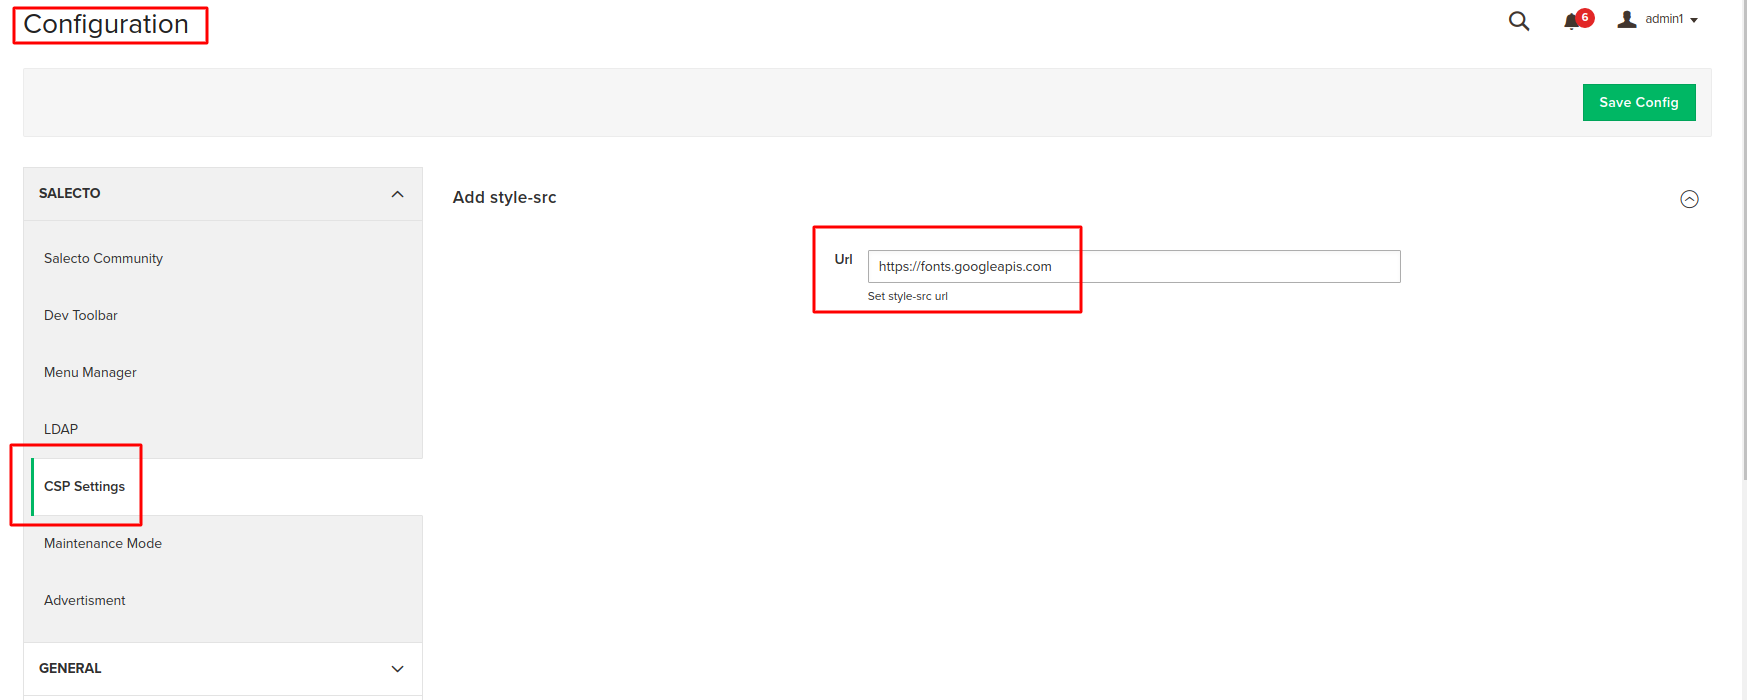 Configuration
6
admin1
Save Config
SALECTO
Salecto Community
Dev Toolbar
Menu Manager
LDAP
CSP Settings
Maintenance Mode
Advertisment
GENERAL
Add style-src
Url
https://fonts.googleapis.com
Set style-src url